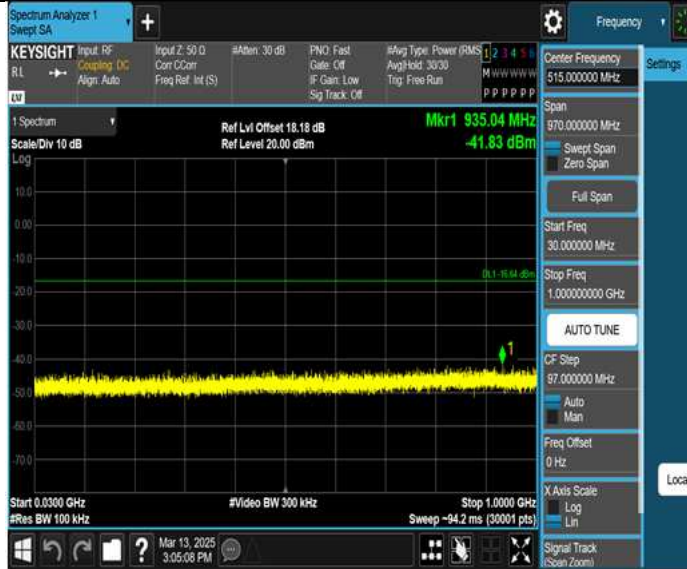 Spectrum Analyzer 1
Swept SA
+
Frequency
KEYSIGHT
RL
Input: RF
Coupling: DC
Align: Auto
Input Z: 50 Ω
Corr CCorr
Freq Ref: Int (S)
#Atten: 30 dB
PNO: Fast
Gate: Off
IF Gain: Low
Sig Track: Off
#Avg Type: Power (RMS
Avg|Hold: 30/30
Trig: Free Run
1 2 3 4 5 6
M W W W W W
P P P P P P
1 Spectrum
Scale/Div 10 dB
Ref Lvl Offset 18.18 dB
Ref Level 20.00 dBm
Mkr1 935.04 MHz
-41.83 dBm
Log
10.0
0.00
-10.0
-20.0
-30.0
-40.0
-50.0
-60.0
-70.0
1
Start 0.0300 GHz
#Res BW 100 kHz
#Video BW 300 kHz
Stop 1.0000 GHz
Sweep ~94.2 ms (30001 pts)
Mar 13, 2025
3:05:08 PM
Center Frequency
515.000000 MHz
Span
970.000000 MHz
Swept Span
Zero Span
Full Span
Start Freq
30.000000 MHz
Stop Freq
1.000000000 GHz
AUTO TUNE
CF Step
97.000000 MHz
Auto
Man
Freq Offset
0 Hz
X Axis Scale
Log
Lin
Signal Track
(Span Zoom)
Settings
Loca